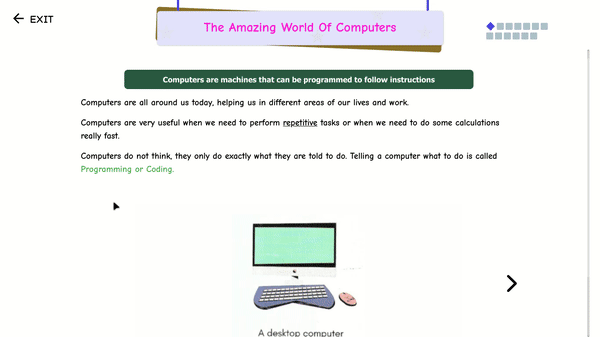 EXIT
The Amazing World Of Computers
Computers are machines that can be programmed to follow instructions
Computers are all around us today, helping us in different areas of our lives and work.
Computers are very useful when we need to perform repetitive tasks or when we need to do some calculations
really fast.
Computers do not think, they only do exactly what they are told to do. Telling a computer what to do is called
Programming or Coding.
A desktop computer